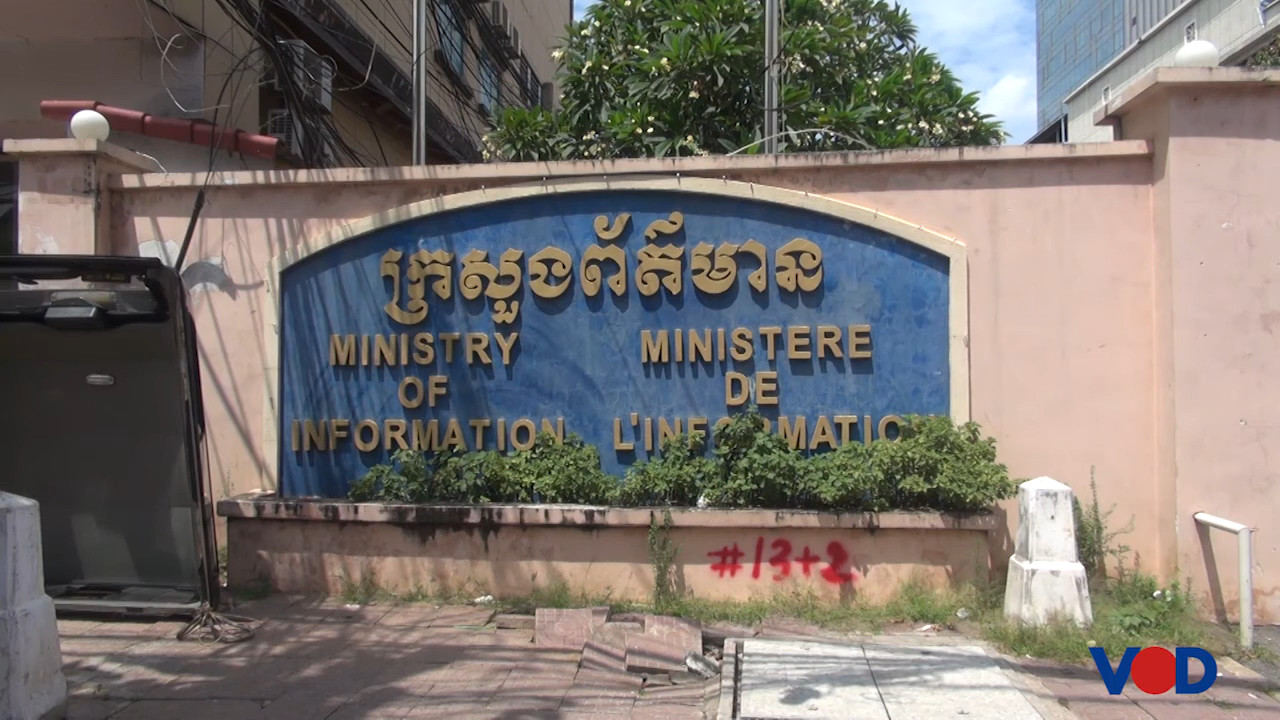 ក្រសួងព័ត៌មាន
MINISTRY
OF
INFORMATION
MINISTERE
DE
L'INFORMATION
#13+2
VOD